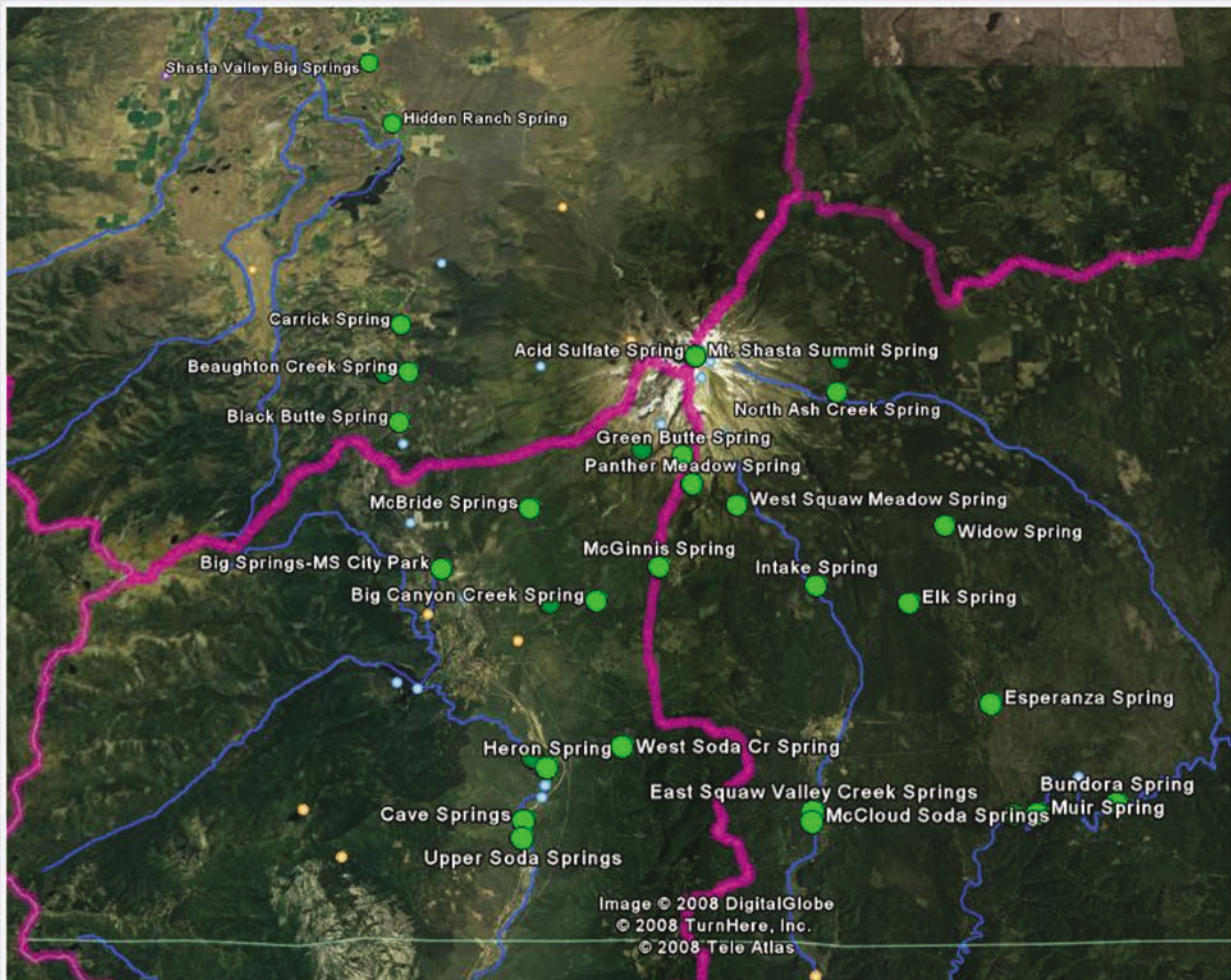 Shasta Valley Big Springs
Hidden Ranch Spring
Carrick Spring
Acid Sulfate Spring
Mt. Shasta Summit Spring
Beaughton Creek Spring
North Ash Creek Spring
Black Butte Spring
Green Butte Spring
Panther Meadow Spring
McBride Springs
West Squaw Meadow Spring
Widow Spring
McGinnis Spring
Big Springs-MS City Park
Intake Spring
Big Canyon Creek Spring
Elk Spring
Esperanza Spring
Heron Spring
West Soda Cr Spring
Bundora Spring
East Squaw Valley Creek Springs
Muir Spring
Cave Springs
McCloud Soda Springs
Upper Soda Springs
Image © 2008 DigitalGlobe
© 2008 TurnHere, Inc.
© 2008 Tele Atlas